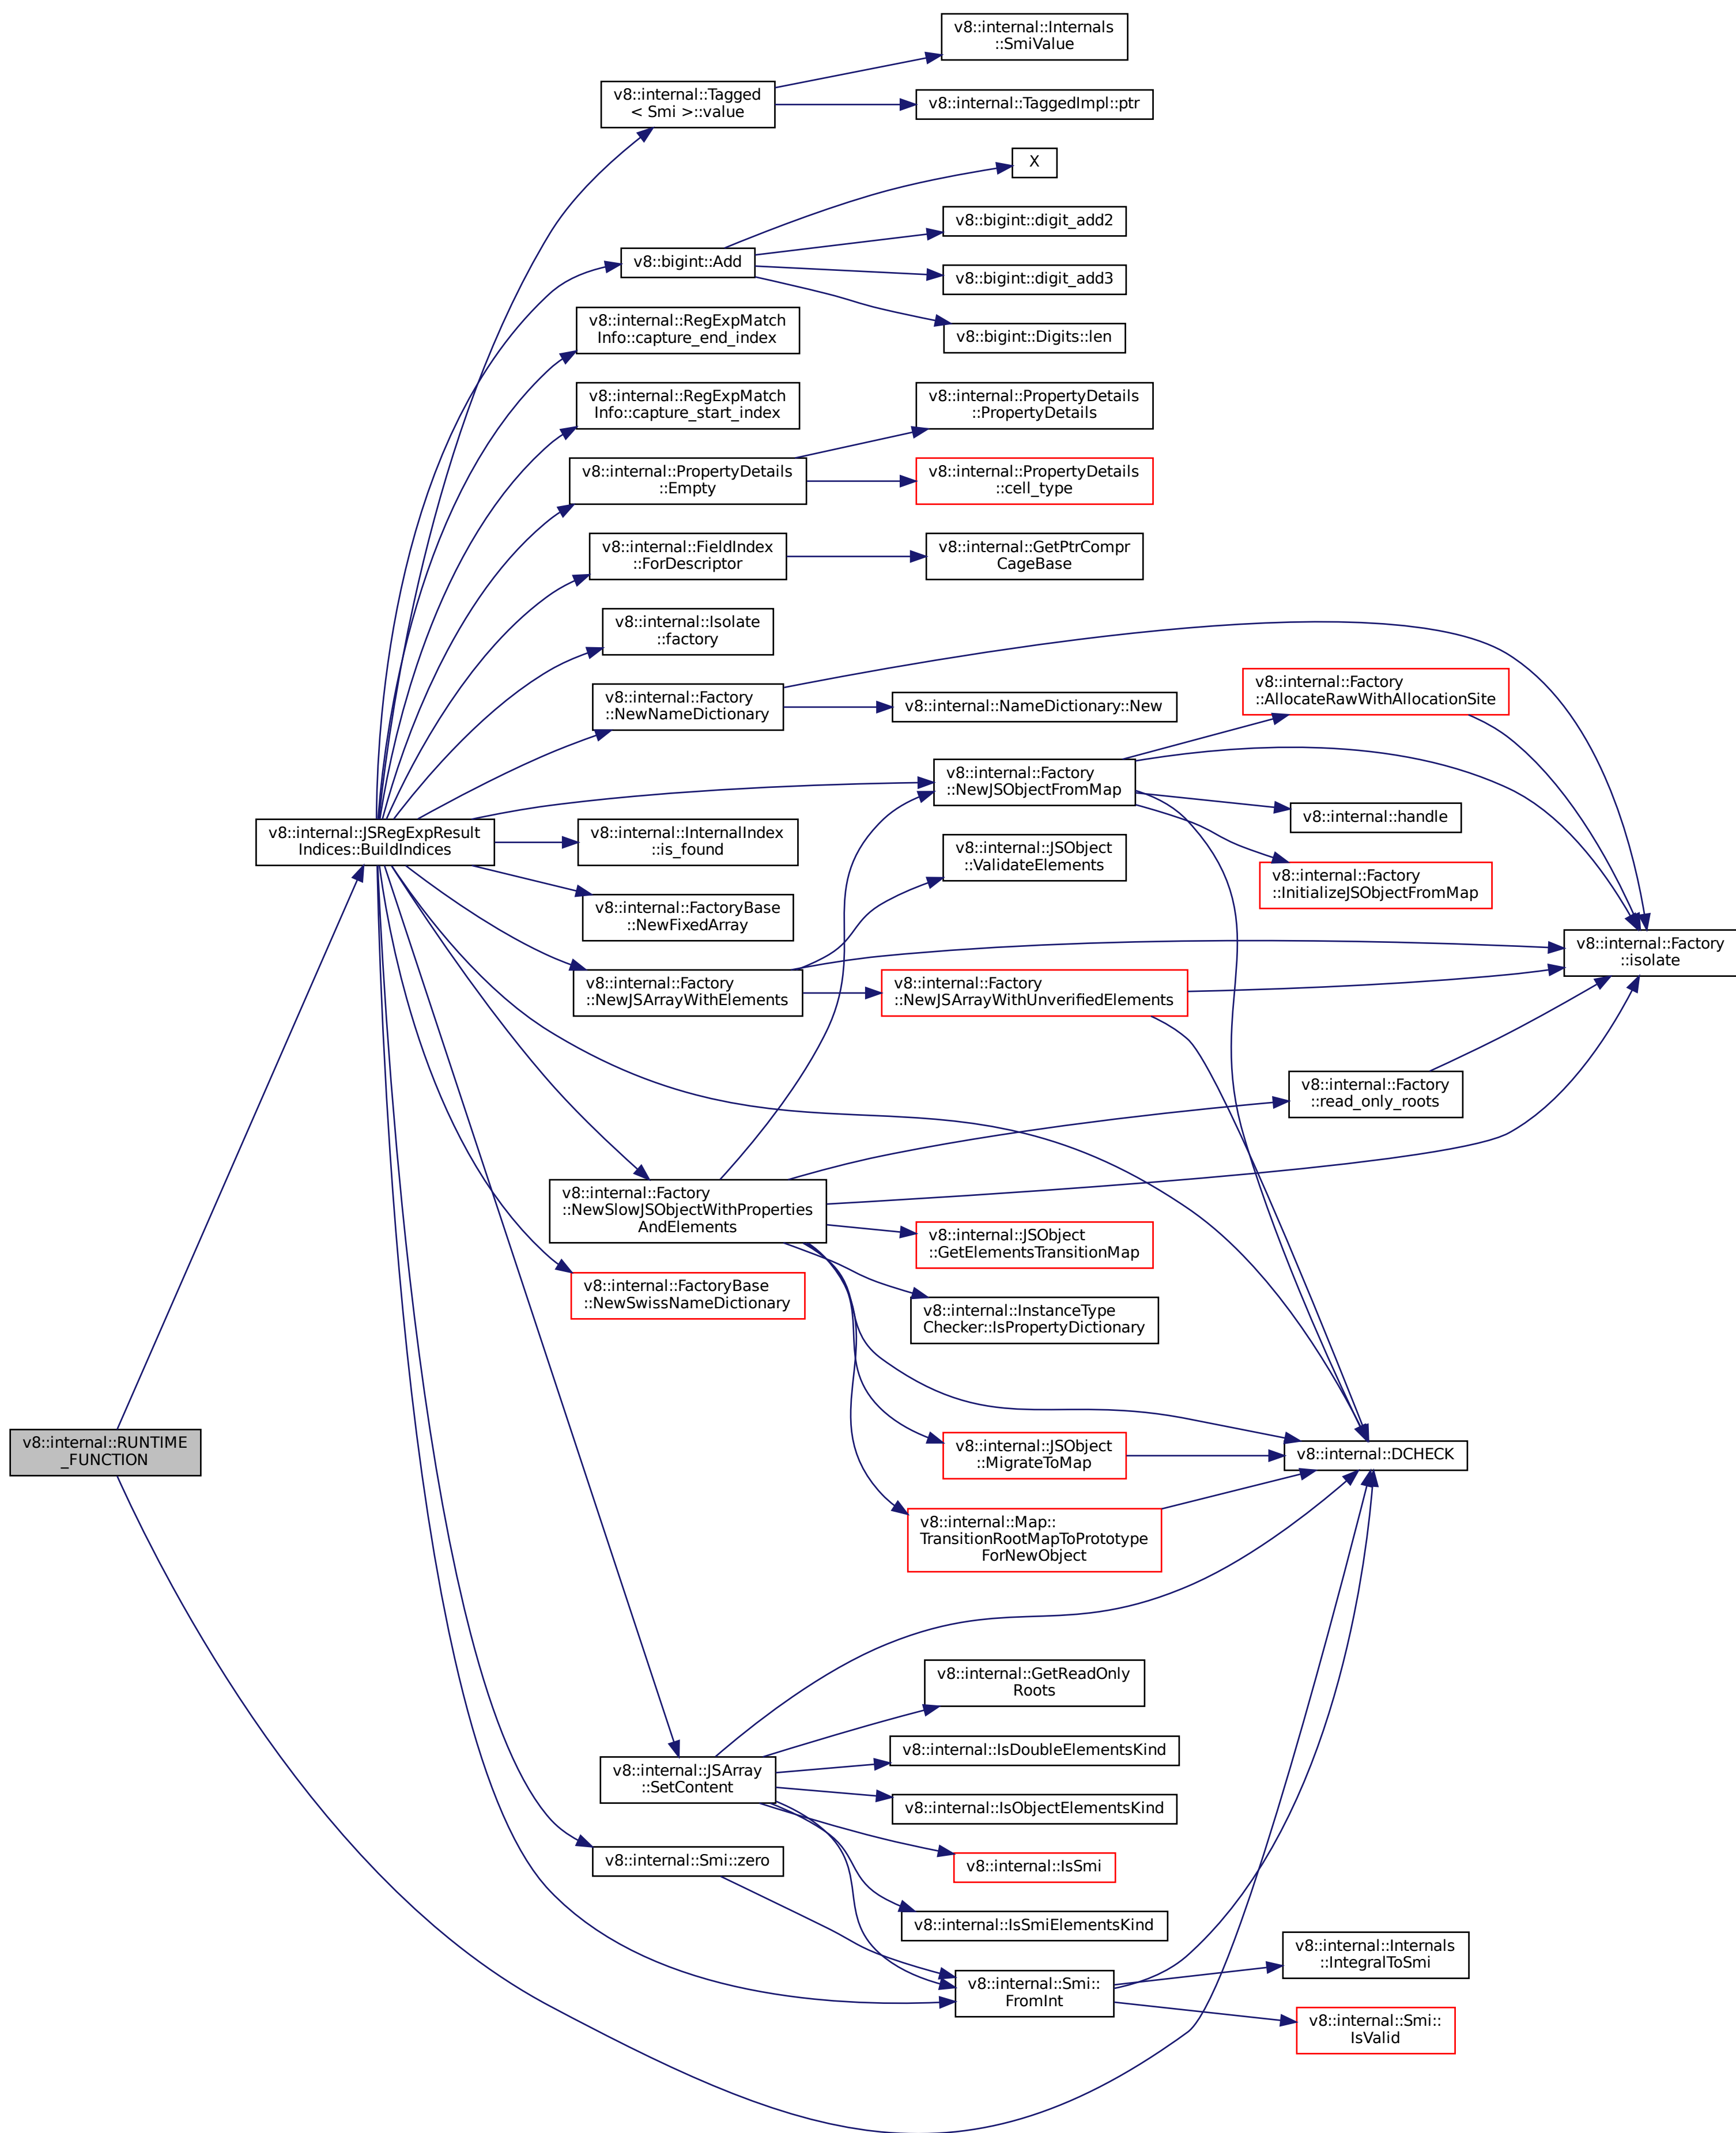 v8::internal::Internals
::SmiValue
v8::internal::Tagged
< Smi >::value
v8::internal::TaggedImpl::ptr
X
v8::bigint::digit_add2
v8::bigint::Add
v8::bigint::digit_add3
v8::bigint::Digits::len
v8::internal::RegExpMatch
Info::capture_end_index
v8::internal::RegExpMatch
Info::capture_start_index
v8::internal::PropertyDetails
::PropertyDetails
v8::internal::PropertyDetails
::Empty
v8::internal::PropertyDetails
::cell_type
v8::internal::FieldIndex
::ForDescriptor
v8::internal::GetPtrCompr
CageBase
v8::internal::Isolate
::factory
v8::internal::Factory
::NewNameDictionary
v8::internal::NameDictionary::New
v8::internal::Factory
::AllocateRawWithAllocationSite
v8::internal::Factory
::NewJSObjectFromMap
v8::internal::handle
v8::internal::JSRegExpResult
Indices::BuildIndices
v8::internal::InternalIndex
::is_found
v8::internal::JSObject
::ValidateElements
v8::internal::Factory
::InitializeJSObjectFromMap
v8::internal::FactoryBase
::NewFixedArray
v8::internal::Factory
::isolate
v8::internal::Factory
::NewJSArrayWithElements
v8::internal::Factory
::NewJSArrayWithUnverifiedElements
v8::internal::Factory
::read_only_roots
v8::internal::Factory
::NewSlowJSObjectWithProperties
AndElements
v8::internal::JSObject
::GetElementsTransitionMap
v8::internal::FactoryBase
::NewSwissNameDictionary
v8::internal::InstanceType
Checker::IsPropertyDictionary
v8::internal::RUNTIME
_FUNCTION
v8::internal::JSObject
::MigrateToMap
v8::internal::DCHECK
v8::internal::Map::
TransitionRootMapToPrototype
ForNewObject
v8::internal::GetReadOnly
Roots
v8::internal::IsDoubleElementsKind
v8::internal::JSArray
::SetContent
v8::internal::IsObjectElementsKind
v8::internal::Smi::zero
v8::internal::IsSmi
v8::internal::IsSmiElementsKind
v8::internal::Internals
::IntegralToSmi
v8::internal::Smi::
FromInt
v8::internal::Smi::
IsValid